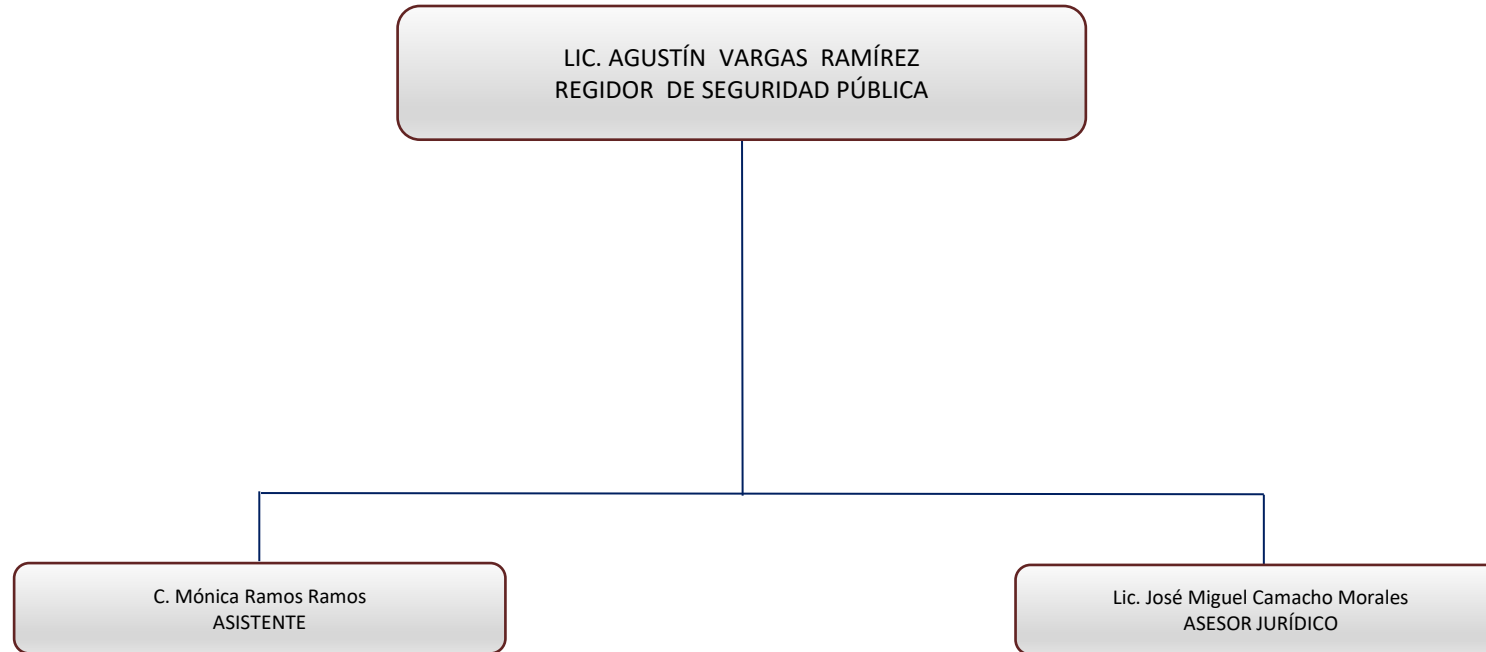 LIC. AGUSTÍN VARGAS RAMÍREZ
REGIDOR DE SEGURIDAD PÚBLICA
C. Mónica Ramos Ramos
ASISTENTE
Lic. José Miguel Camacho Morales
ASESOR JURÍDICO